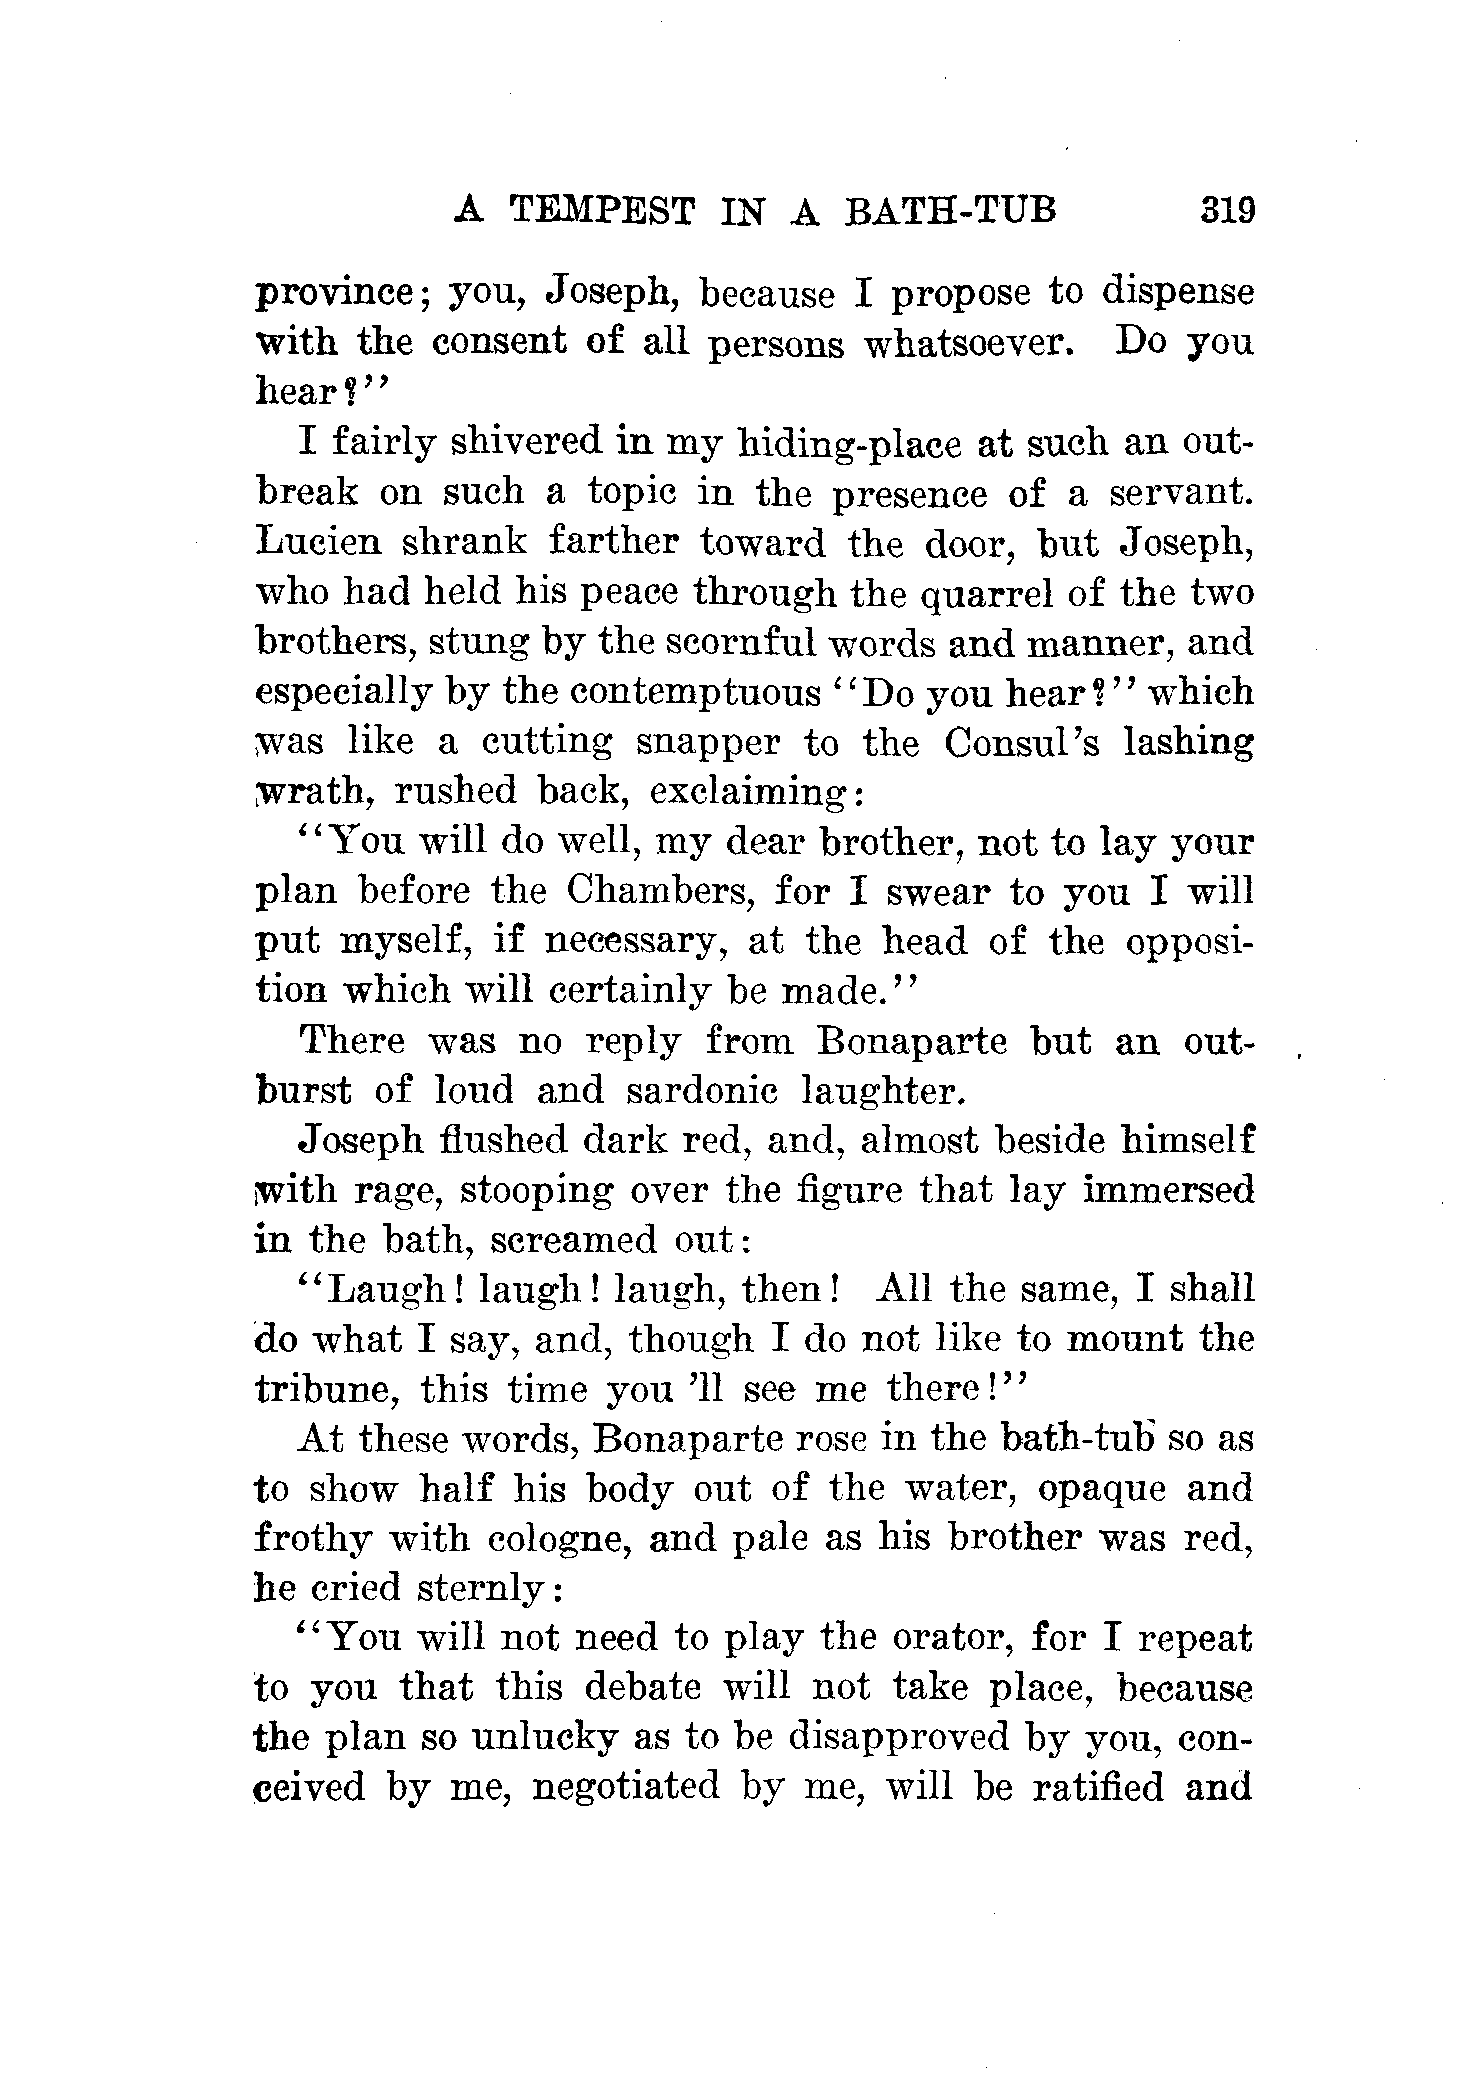 A TEMPEST IN A BATH-TUB 319
province; you, Joseph, because I propose to dispense
with the consent of all persons whatsoever. Do you
hear?"
I fairly shivered in my hiding-place at such an out-
break on such a topic in the presence of a servant.
Lucien shrank farther toward the door, but Joseph,
who had held his peace through the quarrel of the two
brothers, stung by the scornful words and manner, and
especially by the contemptuous "Do you hear?" which
was like a cutting snapper to the Consul's lashing
wrath, rushed back, exclaiming:
"You will do well, my dear brother, not to lay your
plan before the Chambers, for I swear to you I will
put myself, if necessary, at the head of the opposi-
tion which will certainly be made."
There was no reply from Bonaparte but an out-
burst of loud and sardonic laughter.
Joseph flushed dark red, and, almost beside himself
with rage, stooping over the figure that lay immersed
in the bath, screamed out:
"Laugh! laugh! laugh, then! All the same, I shall
do what I say, and, though I do not like to mount the
tribune, this time you 'll see me there!"
At these words, Bonaparte rose in the bath-tub so as
to show half his body out of the water, opaque and
frothy with cologne, and pale as his brother was red,
he cried sternly:
"You will not need to play the orator, for I repeat
to you that this debate will not take place, because
the plan so unlucky as to be disapproved by you, con-
ceived by me, negotiated by me, will be ratified and